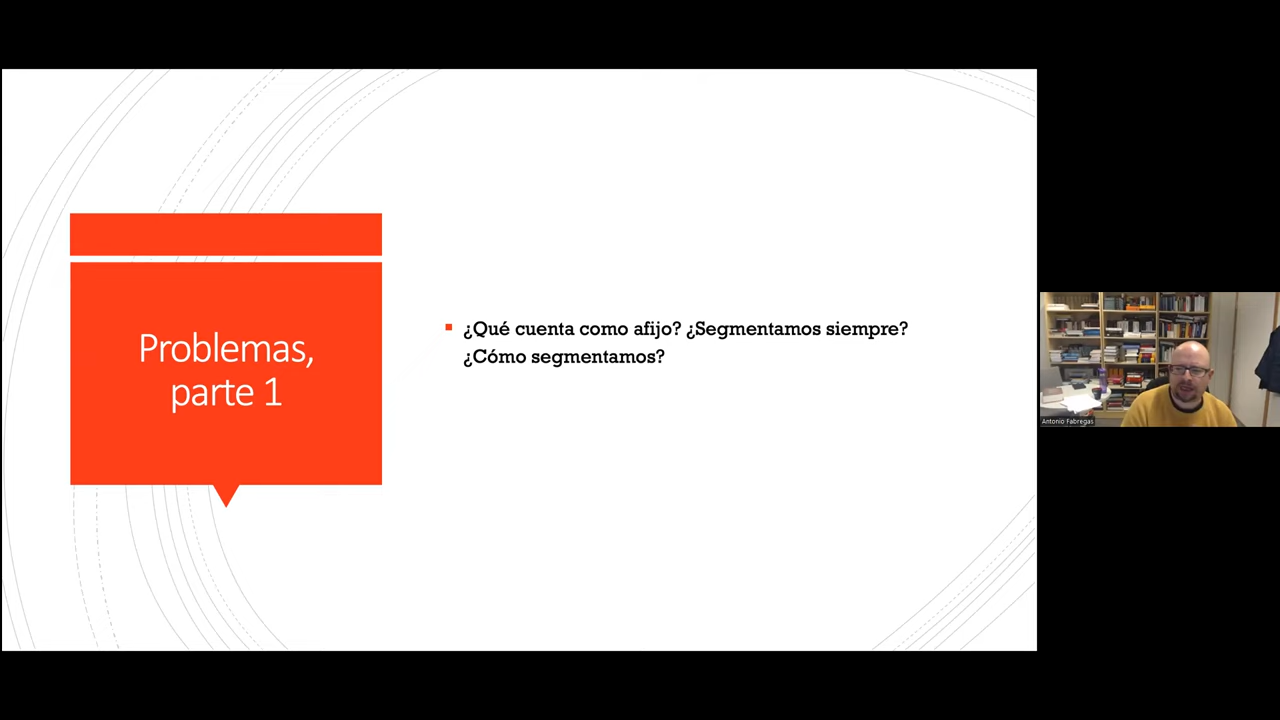 Problemas,
parte 1
¿Qué cuenta como afijo? ¿Segmentamos siempre?
¿Cómo segmentamos?
Antonio Fabregas